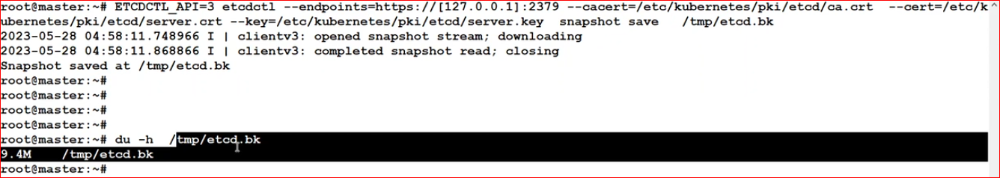 root@master:~# ETCDCTL_API=3 etcdctl --endpoints=https://[127.0.0.1]:2379 --cacert=/etc/kubernetes/pki/etcd/ca.crt  --cert=/etc/k
ubernetes/pki/etcd/server.crt --key=/etc/kubernetes/pki/etcd/server.key  snapshot save   /tmp/etcd.bk
2023-05-28 04:58:11.748966 I | clientv3: opened snapshot stream; downloading
2023-05-28 04:58:11.868866 I | clientv3: completed snapshot read; closing
Snapshot saved at /tmp/etcd.bk
root@master:~#
root@master:~#
root@master:~#
root@master:~#
root@master:~# du -h  /tmp/etcd.bk
9.4M    /tmp/etcd.bk
root@master:~#